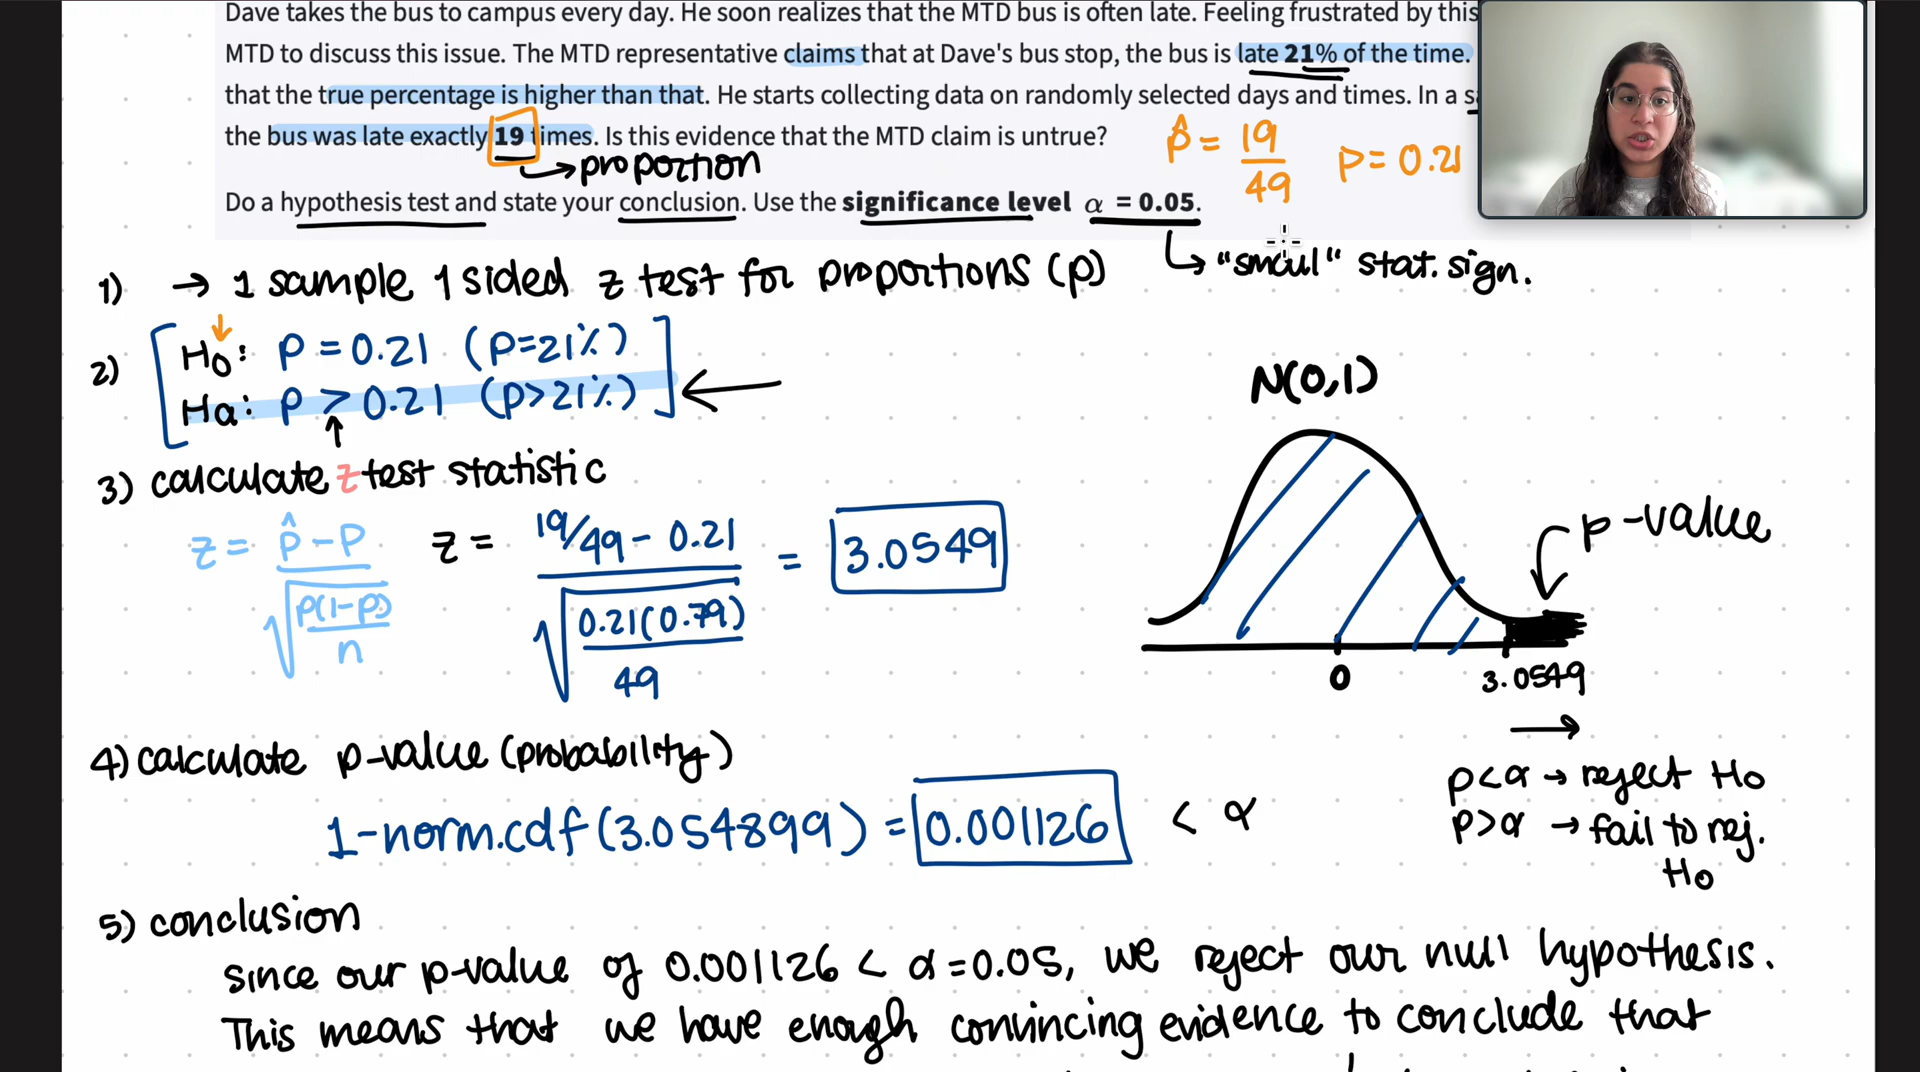 Dave takes the bus to campus every day. He soon realizes that the MTD bus is often late. Feeling frustrated by this
MTD to discuss this issue. The MTD representative claims that at Dave's bus stop, the bus is late 21% of the time.
that the true percentage is higher than that. He starts collecting data on randomly selected days and times. In a
the bus was late exactly 19 times. Is this evidence that the MTD claim is untrue?
→ proportion
p̂ = 19/49
p = 0.21
Do a hypothesis test and state your conclusion. Use the significance level α = 0.05.
↳ "small" stat. sign.
1) → 1 sample 1 sided z test for proportions (p)
2) H0: p = 0.21 (p=21%)
Ha: p > 0.21 (p>21%)
3) calculate z test statistic
z = (p̂ - p) / √(p(1-p)/n)
z = (19/49 - 0.21) / √(0.21(0.79)/49) = 3.0549
N(0,1)
p-value
0
3.0549
→
4) calculate p-value (probability)
1-norm.cdf(3.054899) = 0.001126 < α
p<α → reject H0
p>α → fail to rej.
H0
5) conclusion
since our p-value of 0.001126 < α=0.05, we reject our null hypothesis.
This means that we have enough convincing evidence to conclude that